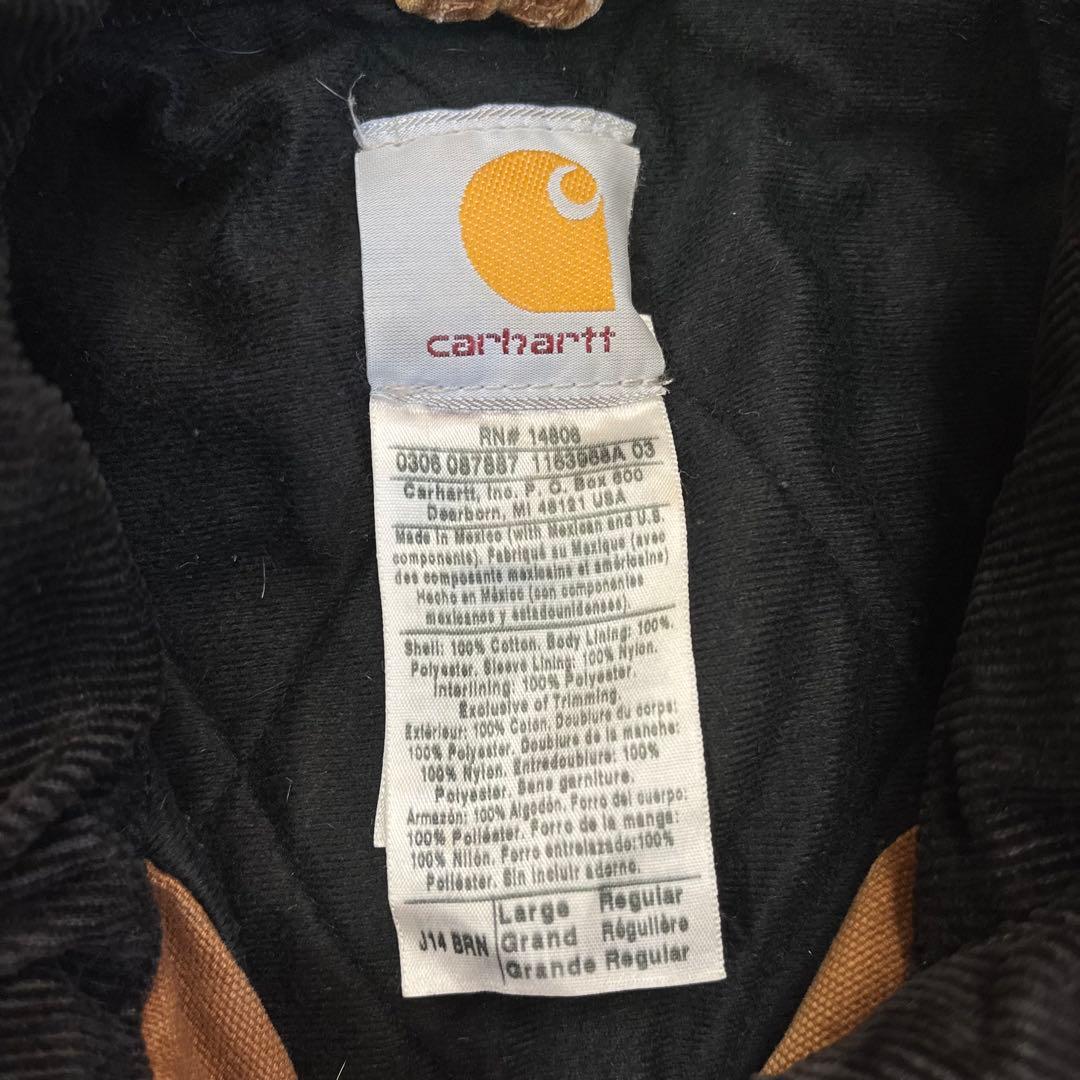 carhartt
RN# 14806
0306 087887 1163968A 03
Carhartt, Inc. P. O. Box 600
Dearborn, MI 48121 USA
Made in Mexico (with Mexican and U.S.
components). Fabriqué au Mexique (avec
des composants mexicains et américains)
Hecho en México (con componentes
mexicanos y estadounidenses).
Shell: 100% Cotton. Body Lining: 100%.
Polyester. Sleeve Lining: 100% Nylon.
Interlining: 100% Polyester.
Exclusive of Trimming.
Extérieur: 100% Coton. Doublure du corps:
100% Polyester. Doublure de la manche:
100% Nylon. Entredoublure: 100%
Polyester. Sans garniture.
Armazón: 100% Algodón. Forro del cuerpo:
100% Poliéster. Forro de la manga:
100% Nilón. Forro entrelazado:100%
Poliéster. Sin incluir adorno.
J14 BRN
Large Regular
Grand Régulière
Grande Regular